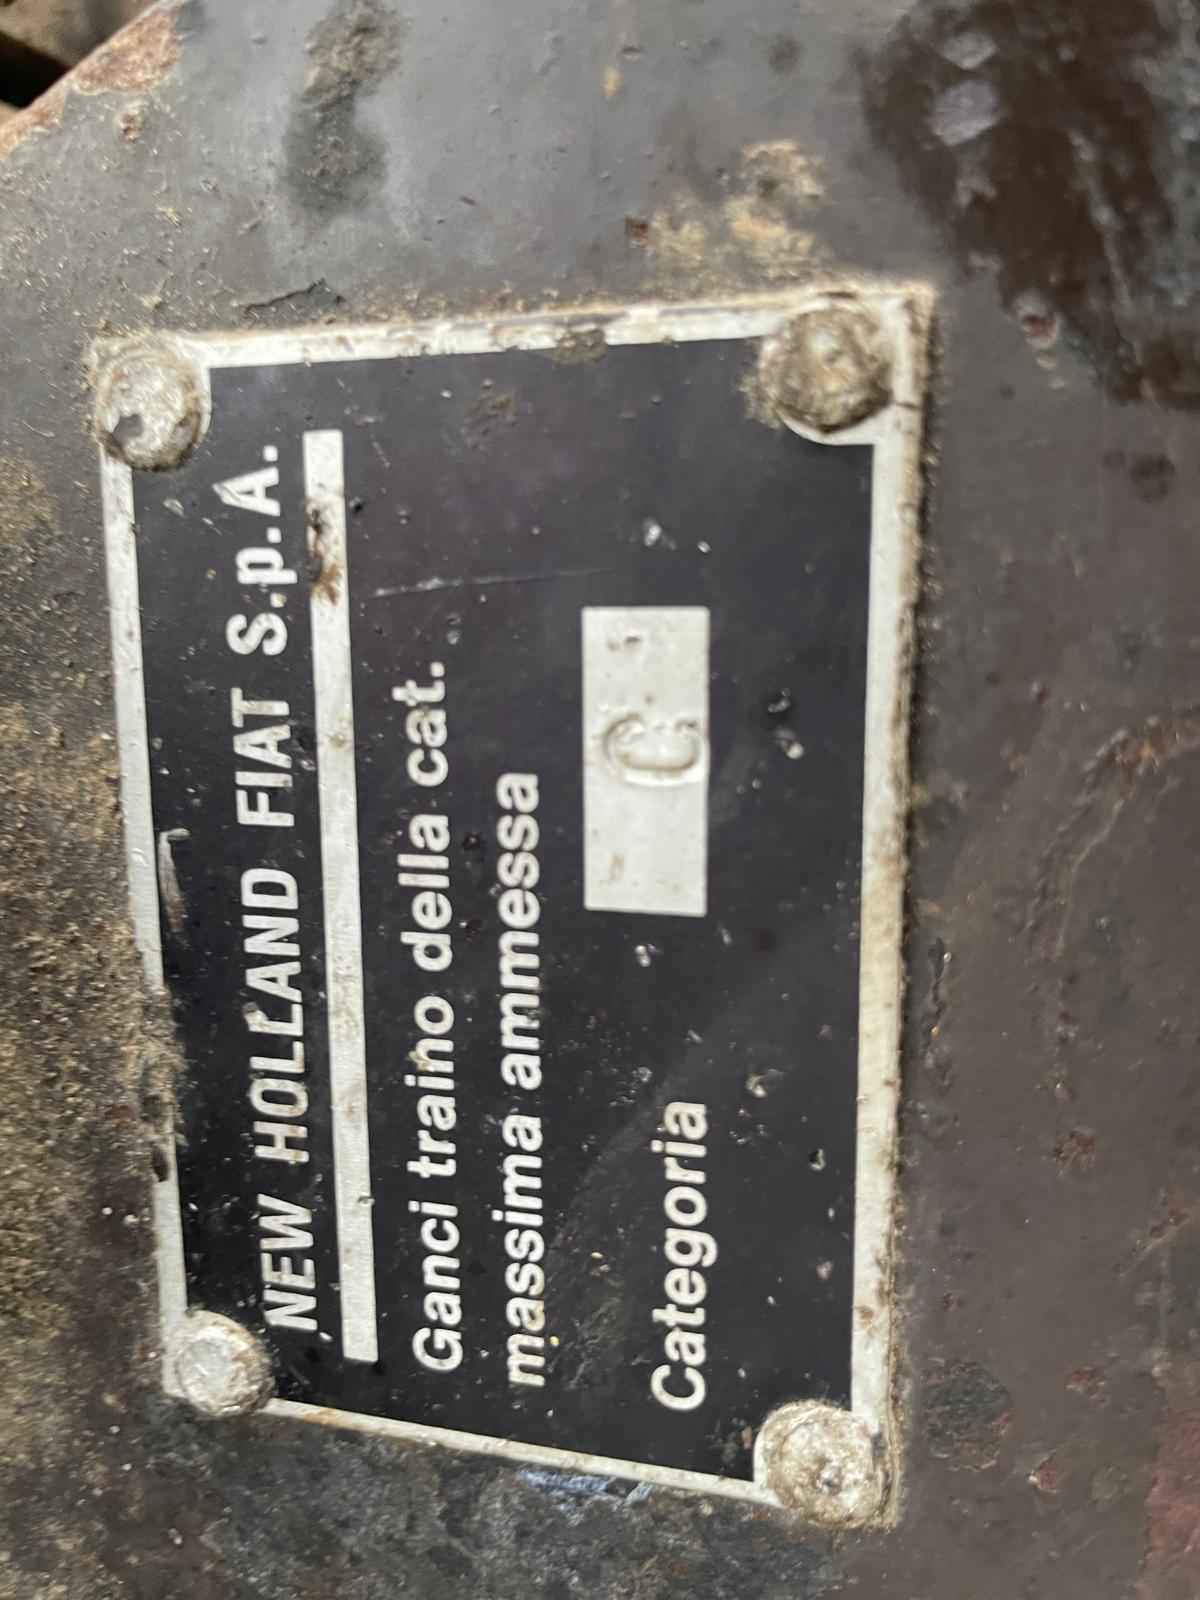 NEW HOLLAND FIAT S.p.A.
Ganci traino della cat.
massima ammessa
Categoria C